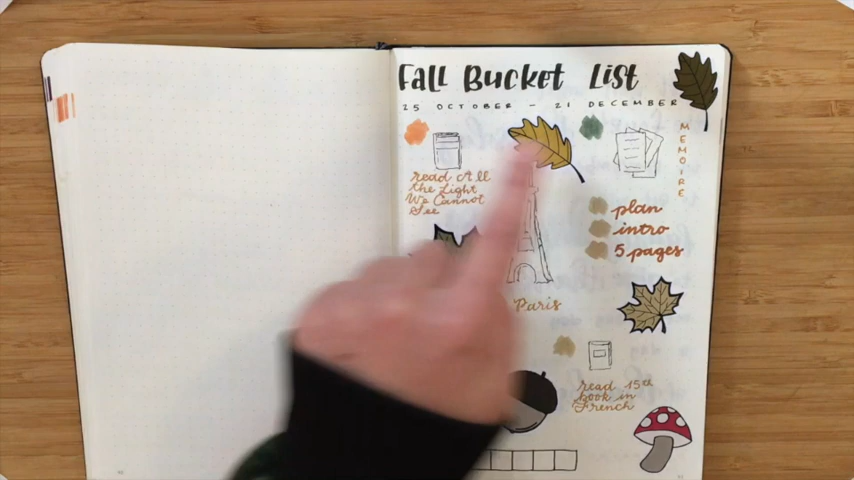 Fall Bucket List
25 OCTOBER - 21 DECEMBER
MEMOIRE
read All
the Light
We Cannot
See
plan
intro
5 pages
Paris
read 15th
book in
French